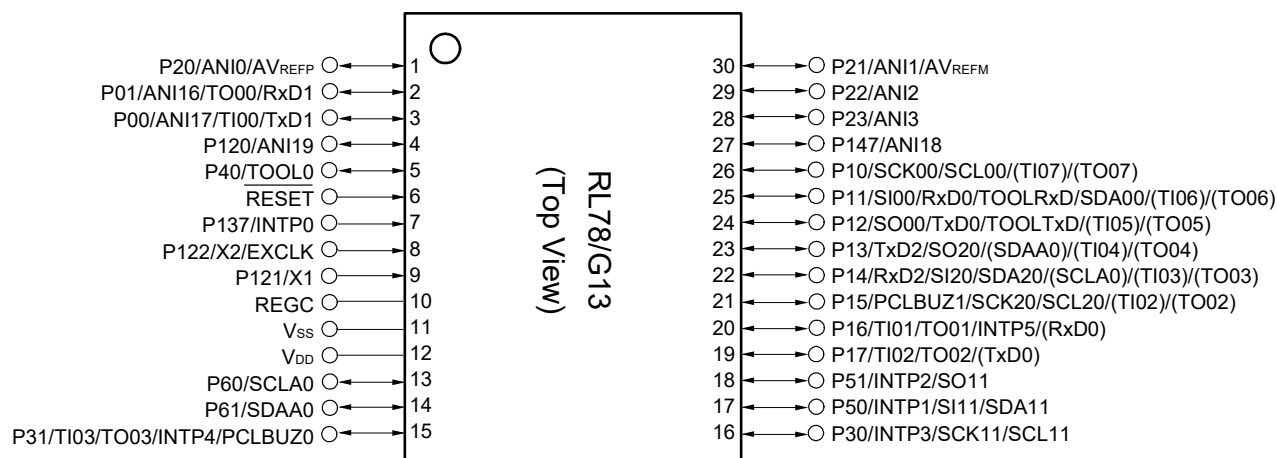 P20/ANI0/AVREFP 1 30 P21/ANI1/AVREFM
P01/ANI16/TO00/RxD1 2 29 P22/ANI2
P00/ANI17/TI00/TxD1 3 28 P23/ANI3
P120/ANI19 4 27 P147/ANI18
P40/TOOL0 5 26 P10/SCK00/SCL00/(TI07)/(TO07)
RESET 6 25 P11/SI00/RxD0/TOOLRxD/SDA00/(TI06)/(TO06)
P137/INTP0 7 24 P12/SO00/TxD0/TOOLTxD/(TI05)/(TO05)
P122/X2/EXCLK 8 23 P13/TxD2/SO20/(SDAA0)/(TI04)/(TO04)
P121/X1 9 22 P14/RxD2/SI20/SDA20/(SCLA0)/(TI03)/(TO03)
REGC 10 21 P15/PCLBUZ1/SCK20/SCL20/(TI02)/(TO02)
VSS 11 20 P16/TI01/TO01/INTP5/(RxD0)
VDD 12 19 P17/TI02/TO02/(TxD0)
P60/SCLA0 13 18 P51/INTP2/SO11
P61/SDAA0 14 17 P50/INTP1/SI11/SDA11
P31/TI03/TO03/INTP4/PCLBUZ0 15 16 P30/INTP3/SCK11/SCL11
RL78/G13
(Top View)